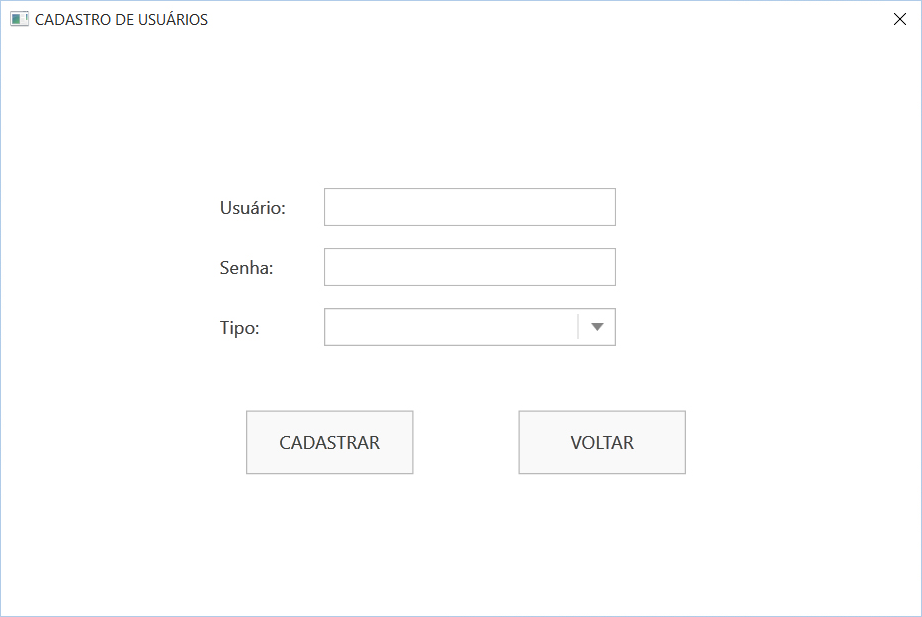 CADASTRO DE USUÁRIOS
Usuário:
Senha:
Tipo:
CADASTRAR
VOLTAR